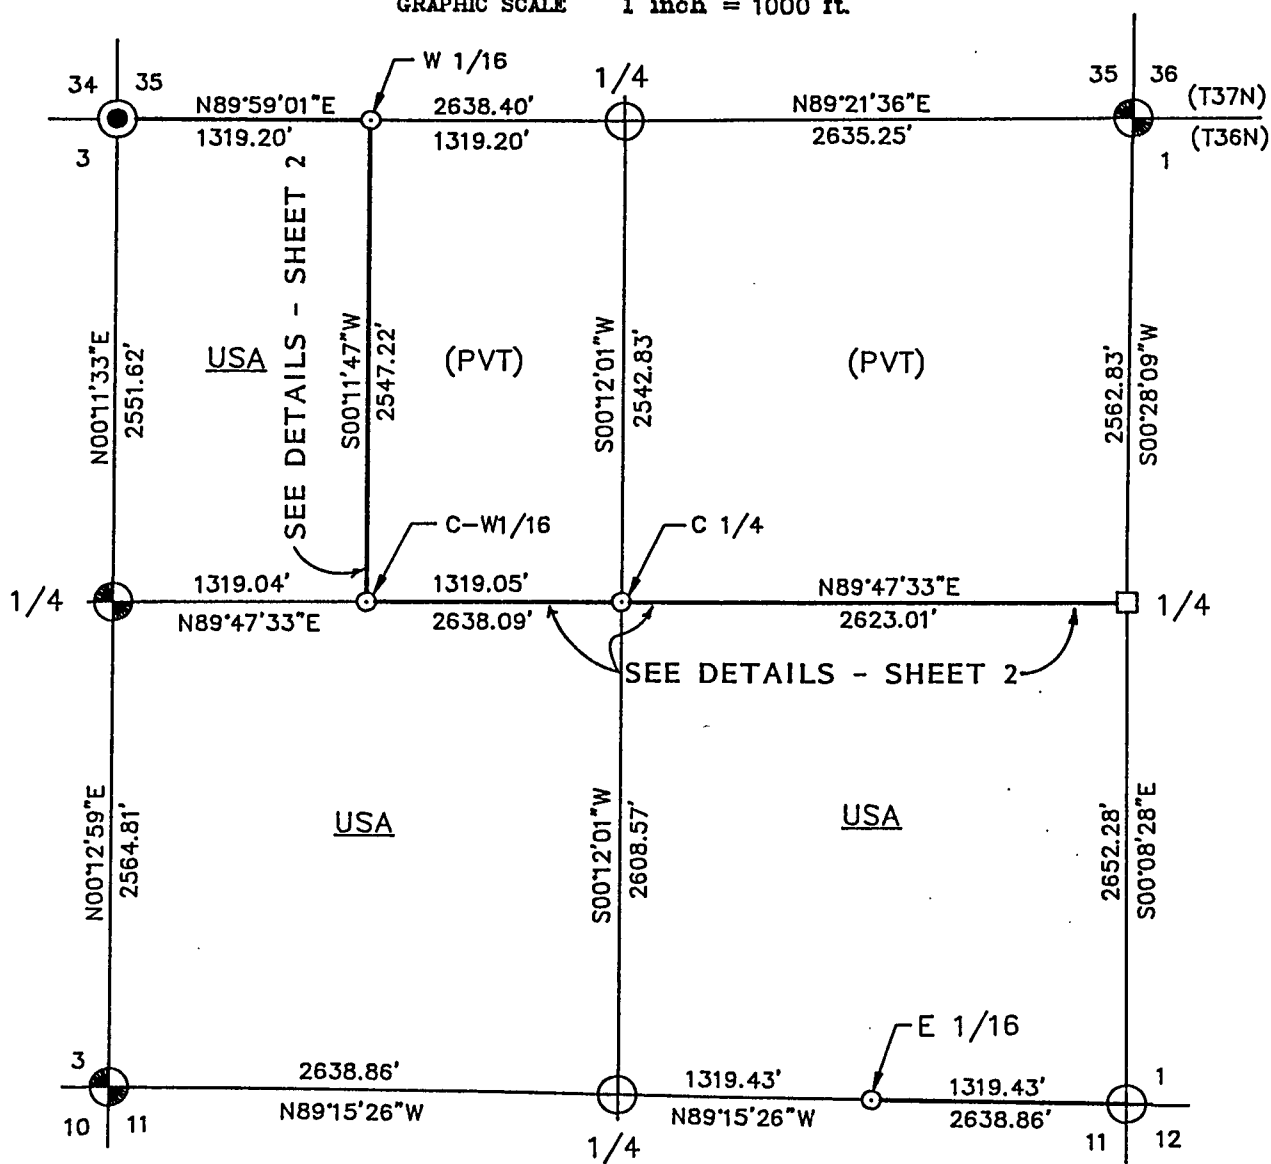 GRAPHIC SCALE 1 inch = 1000 ft.
W 1/16
1/4
34 35
35 36
(T37N)
(T36N)
3
1
N89°59'01"E
1319.20'
2638.40'
1319.20'
N89°21'36"E
2635.25'
SEE DETAILS - SHEET 2
N00°11'33"E
2551.62'
USA
S00°11'47"W
2547.22'
(PVT)
S00°12'01"W
2542.83'
(PVT)
2562.83'
S00°28'09"W
C-W1/16
C 1/4
1/4
1319.04'
N89°47'33"E
1319.05'
2638.09'
N89°47'33"E
2623.01'
1/4
SEE DETAILS - SHEET 2
N00°12'59"E
2564.81'
USA
S00°12'01"W
2608.57'
USA
2652.28'
S00°08'28"E
E 1/16
3
10 11
2638.86'
N89°15'26"W
1/4
1319.43'
N89°15'26"W
1319.43'
2638.86'
1
11 12